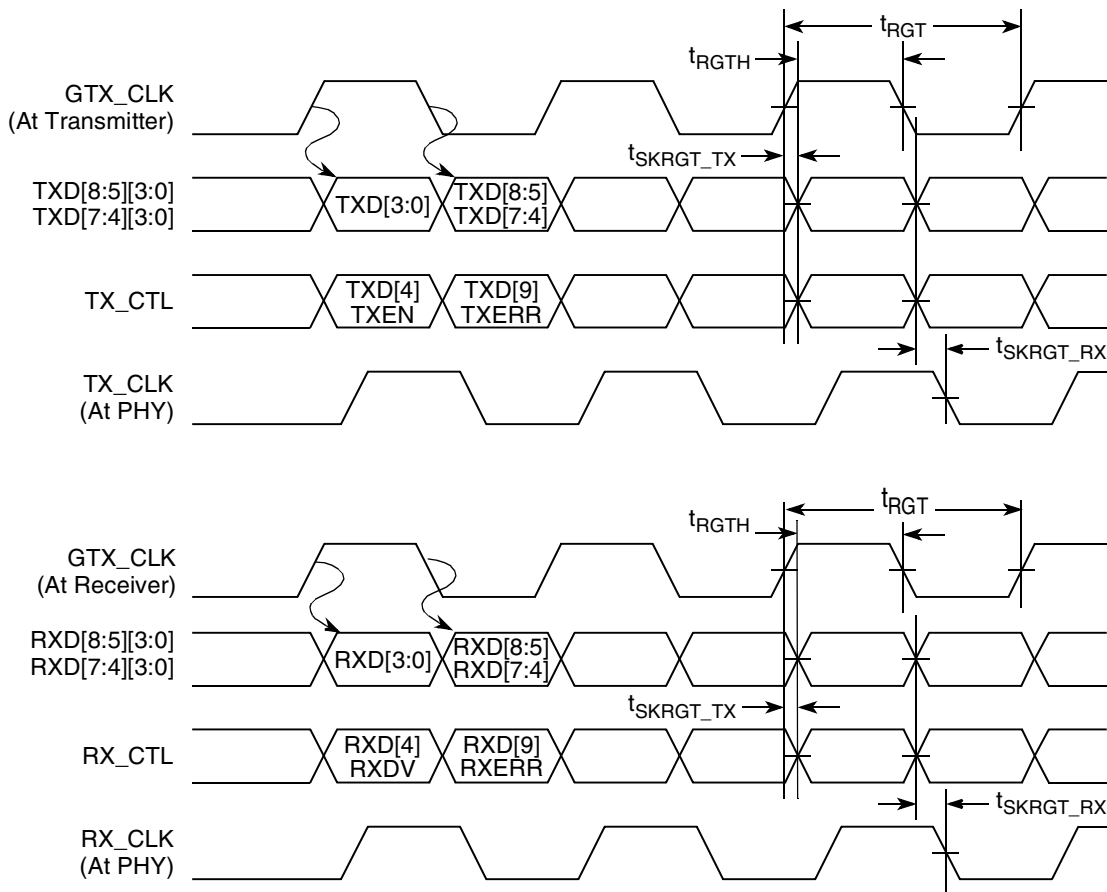 tRGT
tRGTH
GTX_CLK
(At Transmitter)
tSKRGT_TX
TXD[8:5][3:0]
TXD[7:4][3:0]
TXD[3:0]
TXD[8:5]
TXD[7:4]
TX_CTL
TXD[4]
TXEN
TXD[9]
TXERR
tSKRGT_RX
TX_CLK
(At PHY)
tRGT
tRGTH
GTX_CLK
(At Receiver)
RXD[8:5][3:0]
RXD[7:4][3:0]
RXD[3:0]
RXD[8:5]
RXD[7:4]
tSKRGT_TX
RX_CTL
RXD[4]
RXDV
RXD[9]
RXERR
tSKRGT_RX
RX_CLK
(At PHY)